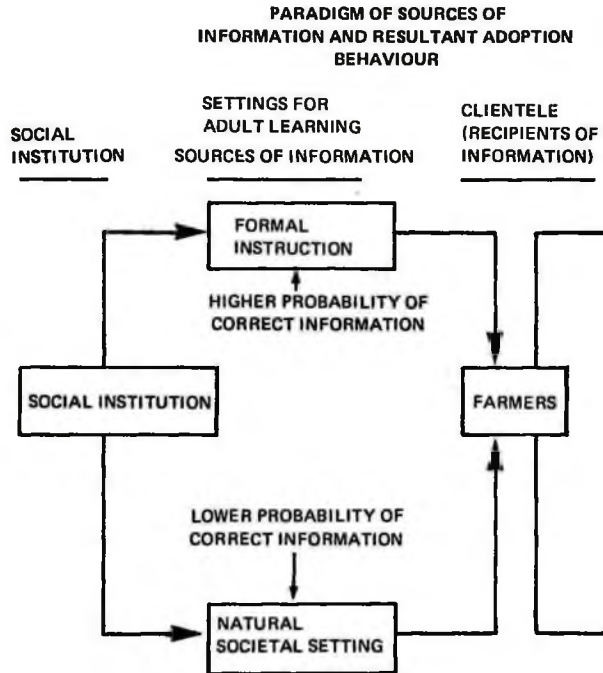 PARADIGM OF SOURCES OF
INFORMATION AND RESULTANT ADOPTION
BEHAVIOUR
SOCIAL
INSTITUTION
SETTINGS FOR
ADULT LEARNING
SOURCES OF INFORMATION
CLIENTELE
(RECIPIENTS OF
INFORMATION)
FORMAL
INSTRUCTION
HIGHER PROBABILITY OF
CORRECT INFORMATION
SOCIAL INSTITUTION
FARMERS
LOWER PROBABILITY OF
CORRECT INFORMATION
NATURAL
SOCIETAL SETTING